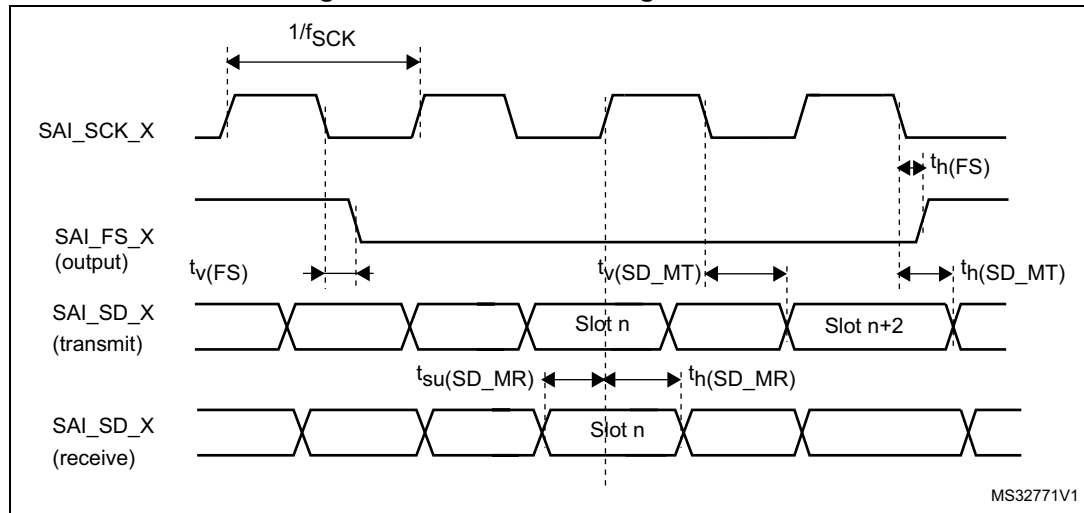 1/fSCK
SAI_SCK_X
th(FS)
SAI_FS_X
(output)
tv(FS)
tv(SD_MT)
th(SD_MT)
SAI_SD_X
(transmit)
Slot n
Slot n+2
tsu(SD_MR)
th(SD_MR)
SAI_SD_X
(receive)
Slot n
MS32771V1